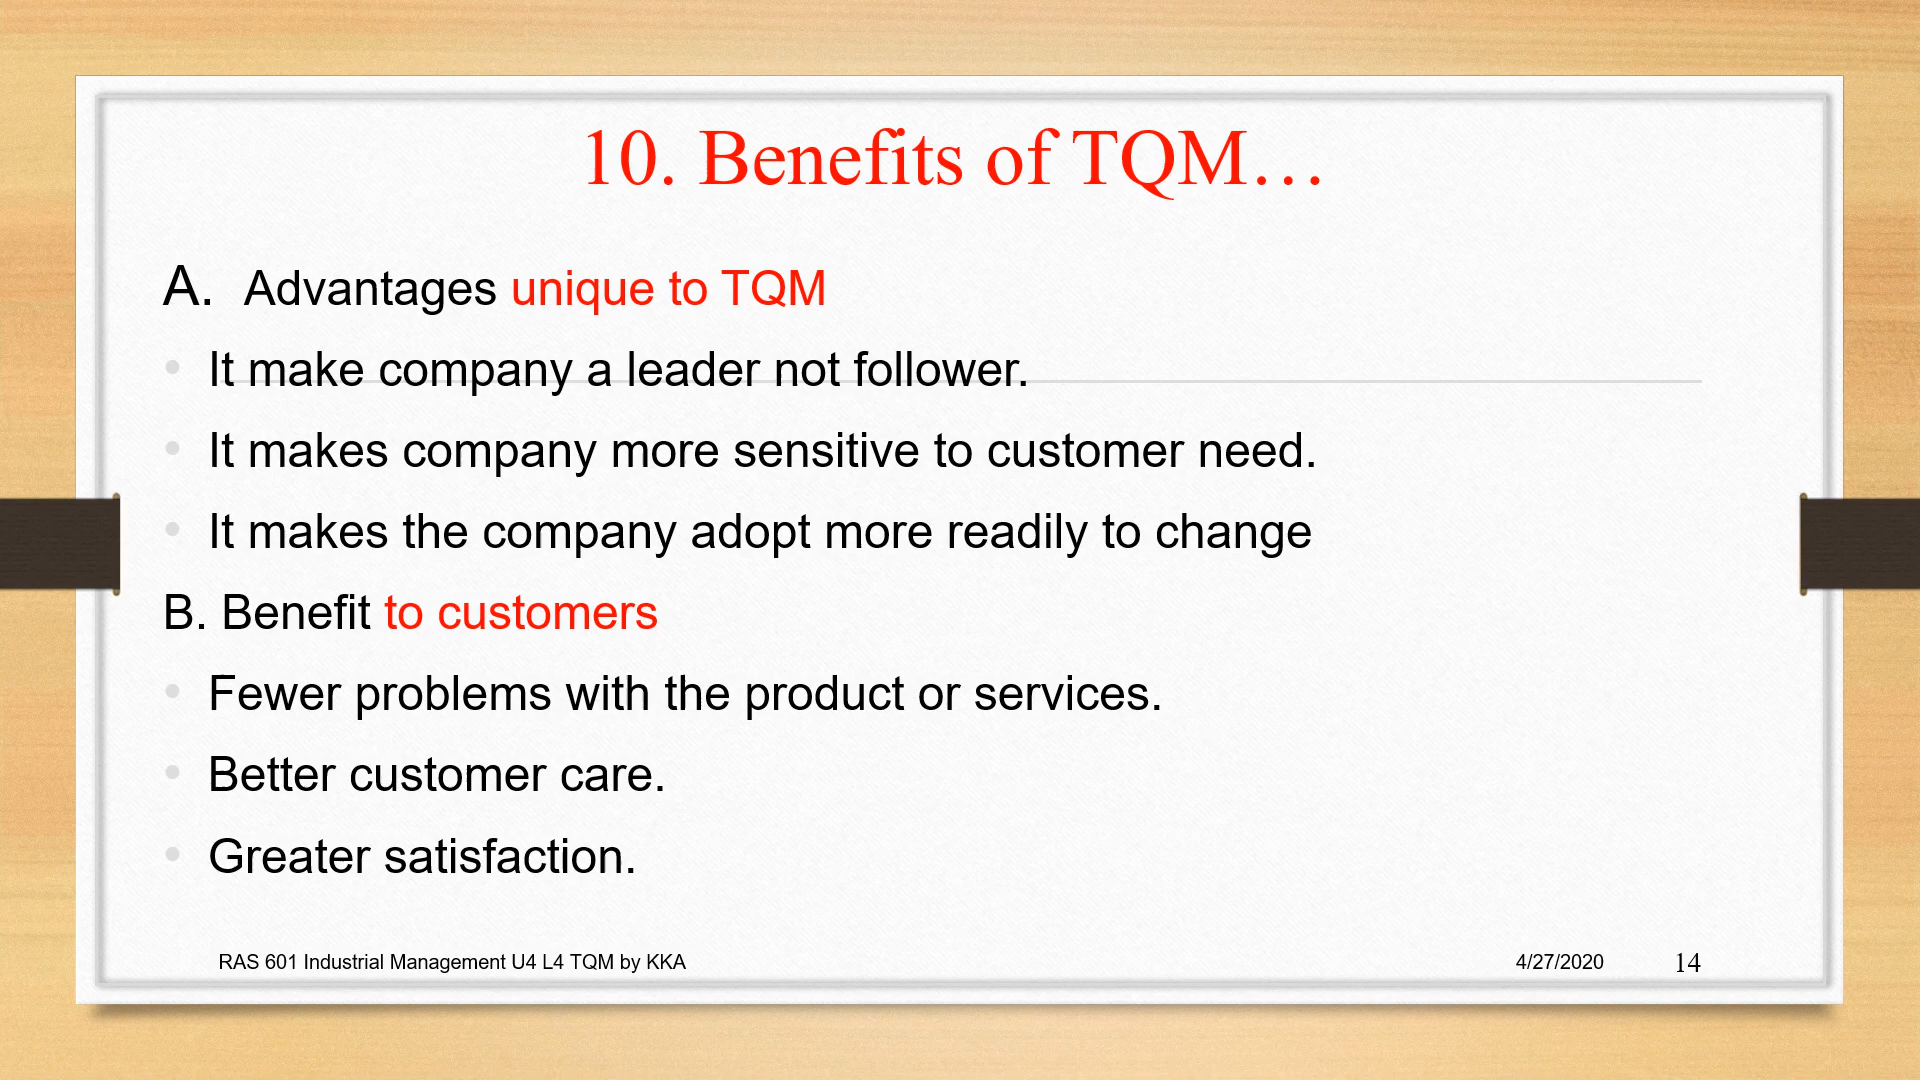 10. Benefits of TQM…
A. Advantages unique to TQM
• It make company a leader not follower.
• It makes company more sensitive to customer need.
• It makes the company adopt more readily to change
B. Benefit to customers
• Fewer problems with the product or services.
• Better customer care.
• Greater satisfaction.
RAS 601 Industrial Management U4 L4 TQM by KKA 4/27/2020 14